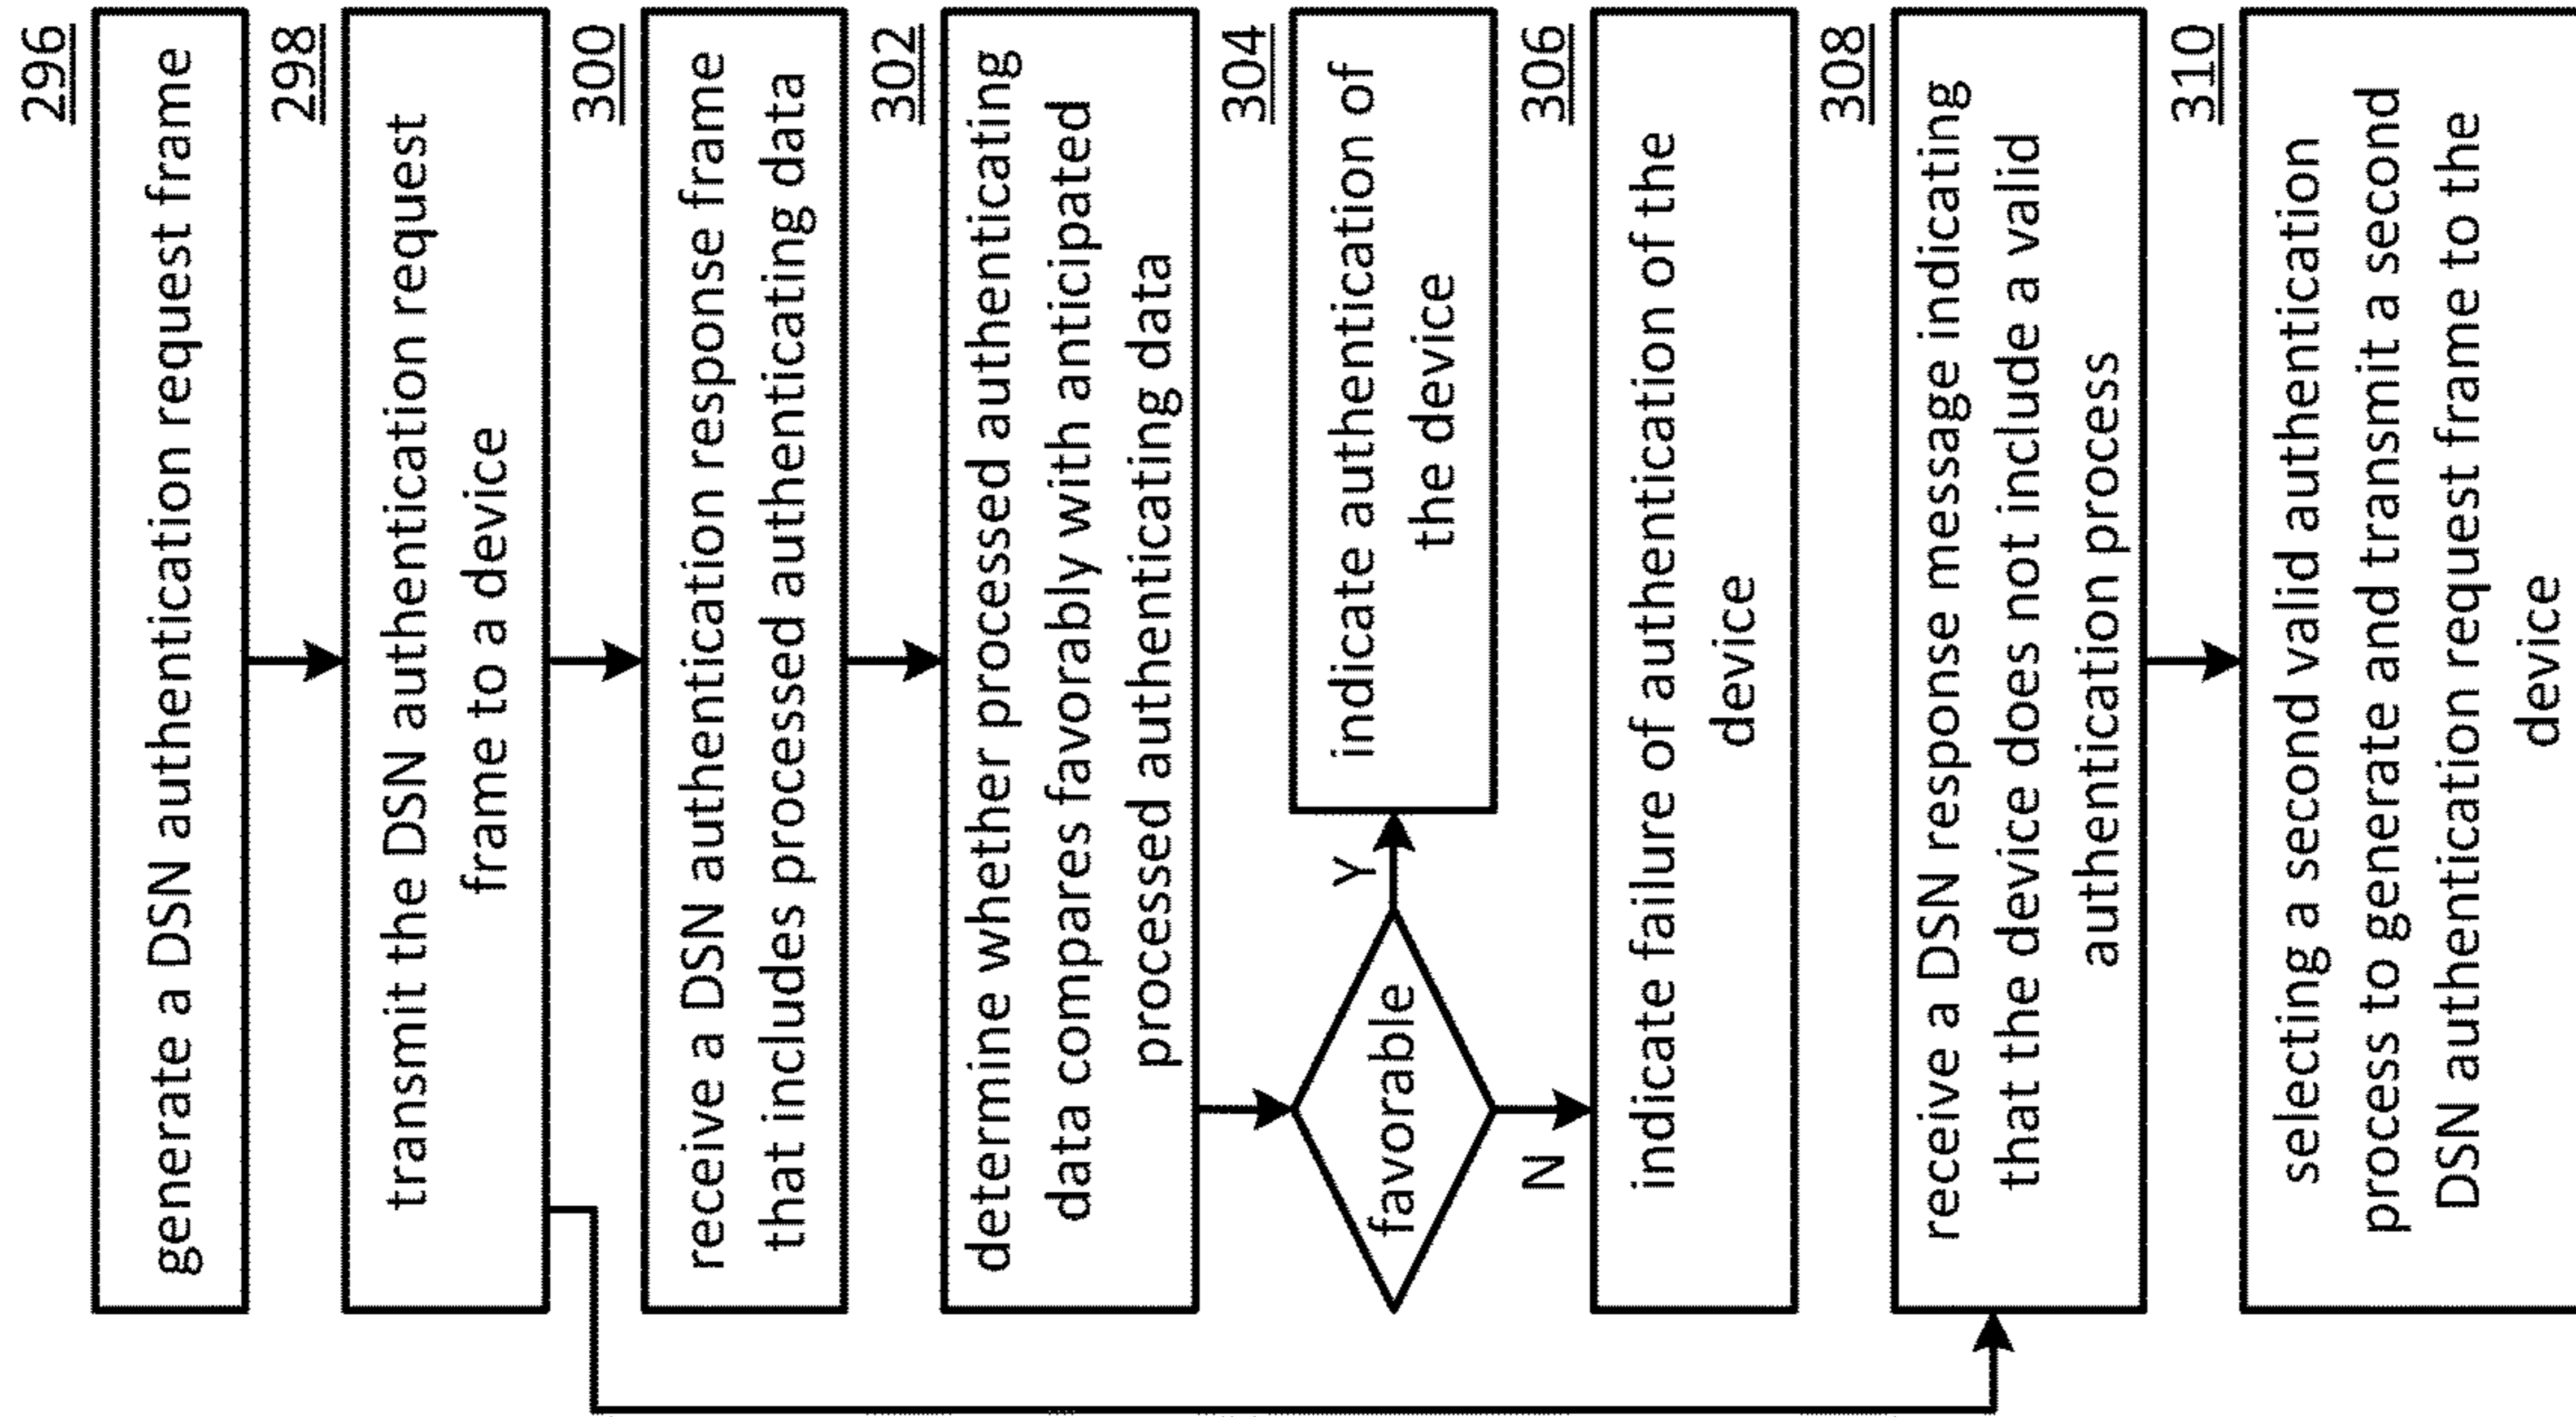 296
generate a DSN authentication request frame
298
transmit the DSN authentication request
frame to a device
300
receive a DSN authentication response frame
that includes processed authenticating data
302
determine whether processed authenticating
data compares favorably with anticipated
processed authenticating data
favorable
Y
304
indicate authentication of
the device
N
306
indicate failure of authentication of the
device
308
receive a DSN response message indicating
that the device does not include a valid
authentication process
310
selecting a second valid authentication
process to generate and transmit a second
DSN authentication request frame to the
device